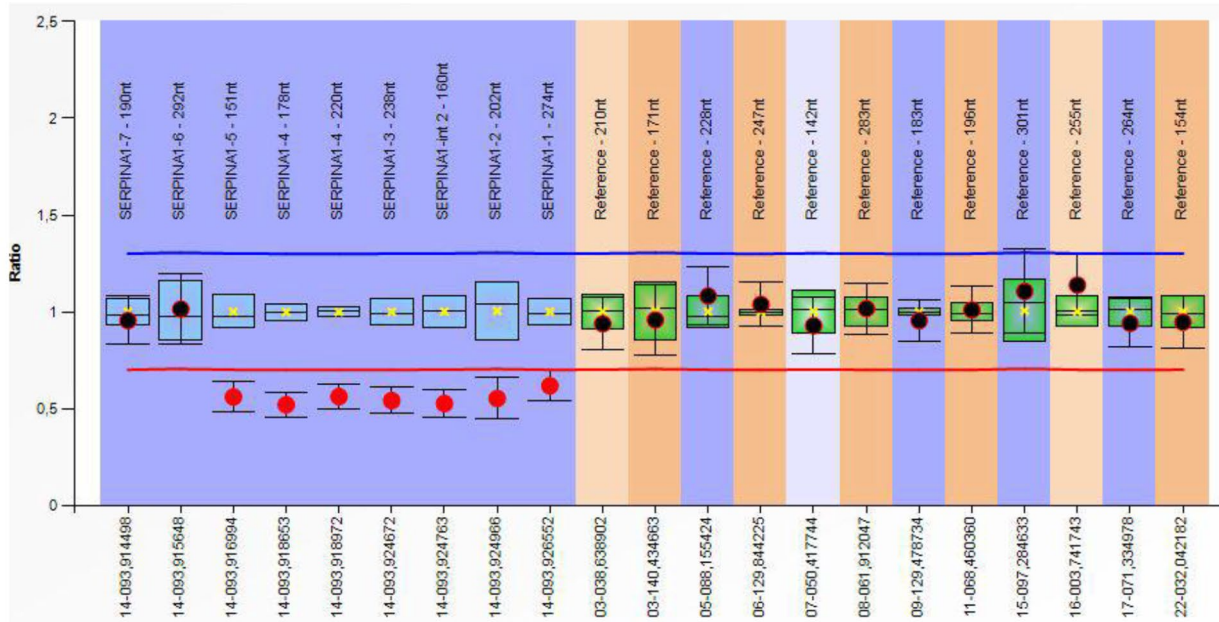 2,5
2
1,5
1
0,5
0
Ratio
SERPINA1-7 - 190nt
SERPINA1-6 - 292nt
SERPINA1-5 - 151nt
SERPINA1-4 - 178nt
SERPINA1-4 - 220nt
SERPINA1-3 - 238nt
SERPINA1-int 2 - 160nt
SERPINA1-2 - 202nt
SERPINA1-1 - 274nt
Reference - 210nt
Reference - 171nt
Reference - 228nt
Reference - 247nt
Reference - 142nt
Reference - 283nt
Reference - 183nt
Reference - 196nt
Reference - 301nt
Reference - 255nt
Reference - 264nt
Reference - 154nt
14-093,914498
14-093,915648
14-093,916994
14-093,918653
14-093,918972
14-093,924672
14-093,924763
14-093,924966
14-093,926552
03-038,638902
03-140,434663
05-088,155424
06-129,844225
07-050,417744
08-061,912047
09-129,478734
11-068,460360
15-097,284633
16-003,741743
17-071,334978
22-032,042182